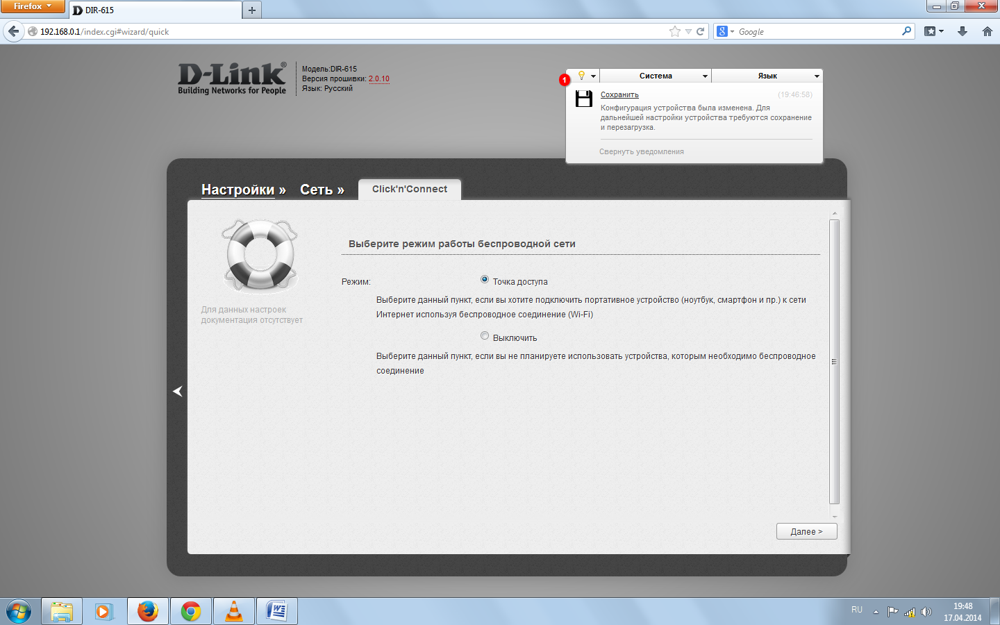 Firefox
DIR-615
192.168.0.1/index.cgi#wizard/quick
Google
D-Link®
Building Networks for People
Модель:DIR-615
Версия прошивки: 2.0.10
Язык: Русский
1
Система
Язык
Сохранить
(19:46:58)
Конфигурация устройства была изменена. Для
дальнейшей настройки устройства требуются сохранение
и перезагрузка.
Свернуть уведомления
Настройки »
Сеть »
Click'n'Connect
Для данных настроек
документация отсутствует
Выберите режим работы беспроводной сети
Режим:
Точка доступа
Выберите данный пункт, если вы хотите подключить портативное устройство (ноутбук, смартфон и пр.) к сети
Интернет используя беспроводное соединение (Wi-Fi)
Выключить
Выберите данный пункт, если вы не планируете использовать устройства, которым необходимо беспроводное
соединение
Далее >
RU
19:48
17.04.2014